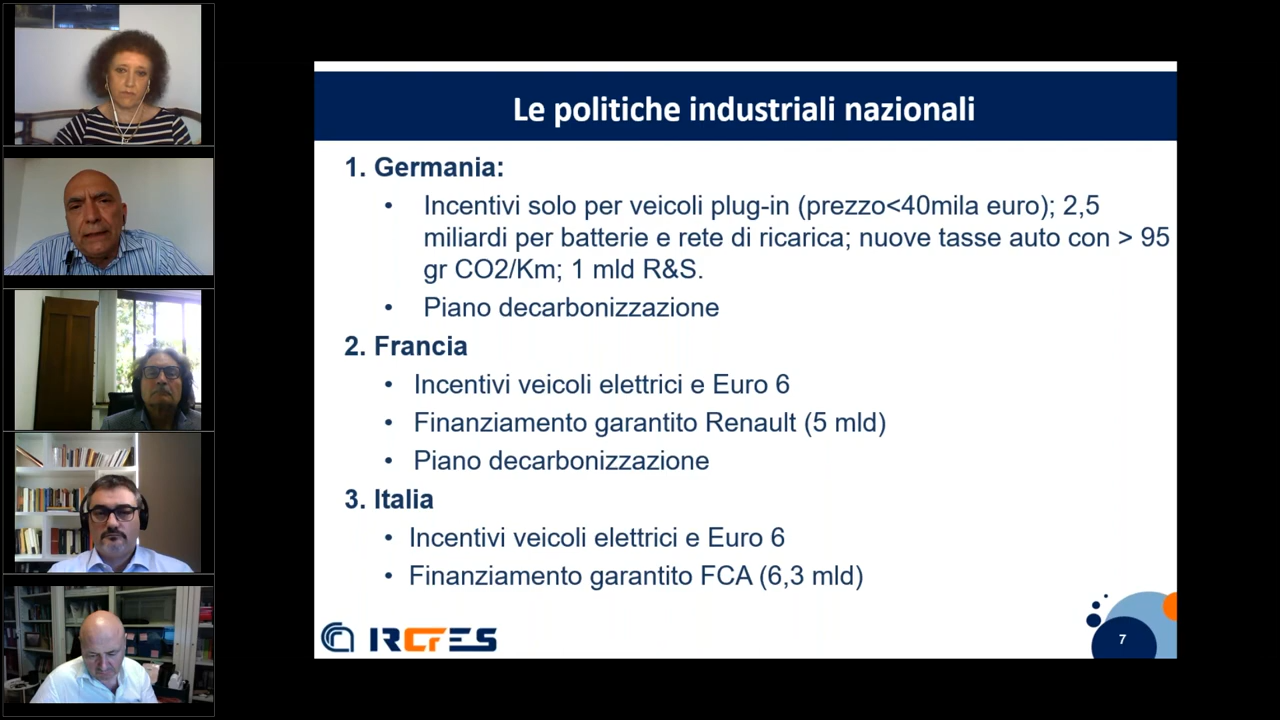 Le politiche industriali nazionali
1. Germania:
• Incentivi solo per veicoli plug-in (prezzo<40mila euro); 2,5
miliardi per batterie e rete di ricarica; nuove tasse auto con > 95
gr CO2/Km; 1 mld R&S.
• Piano decarbonizzazione
2. Francia
• Incentivi veicoli elettrici e Euro 6
• Finanziamento garantito Renault (5 mld)
• Piano decarbonizzazione
3. Italia
• Incentivi veicoli elettrici e Euro 6
• Finanziamento garantito FCA (6,3 mld)
IRCrES
7